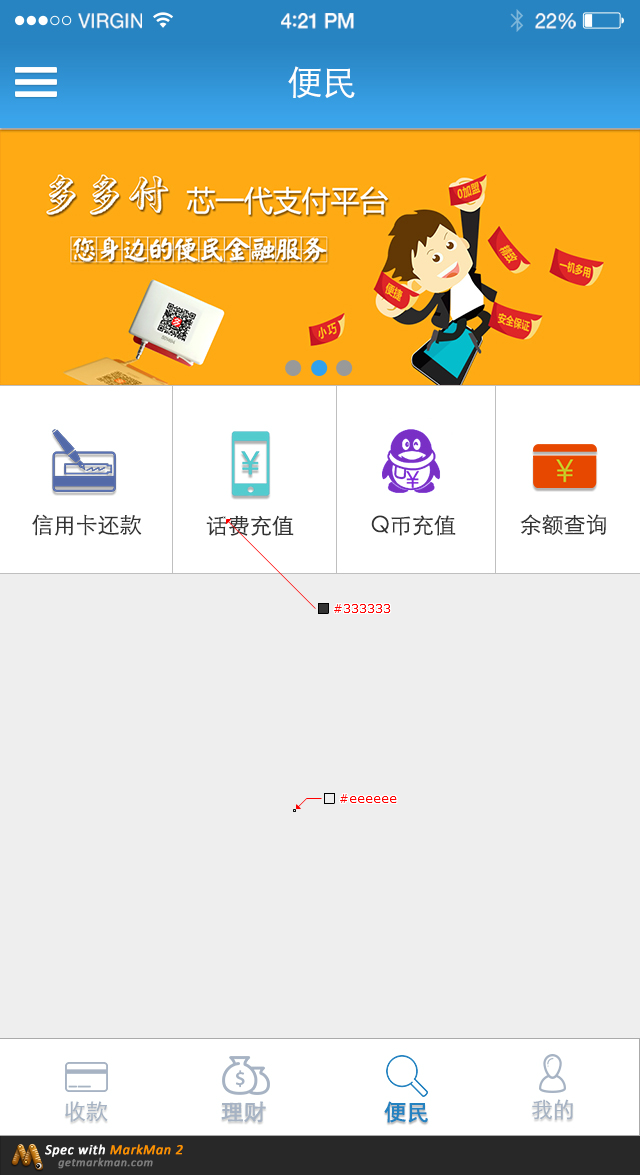 VIRGIN 4:21 PM 22%
便民
多多付 芯一代支付平台
您身边的便民金融服务
0加盟
精致
一机多用
便捷
安全保证
小巧
信用卡还款 话费充值 Q币充值 余额查询
#333333
#eeeeee
收款 理财 便民 我的
Spec with MarkMan 2
getmarkman.com